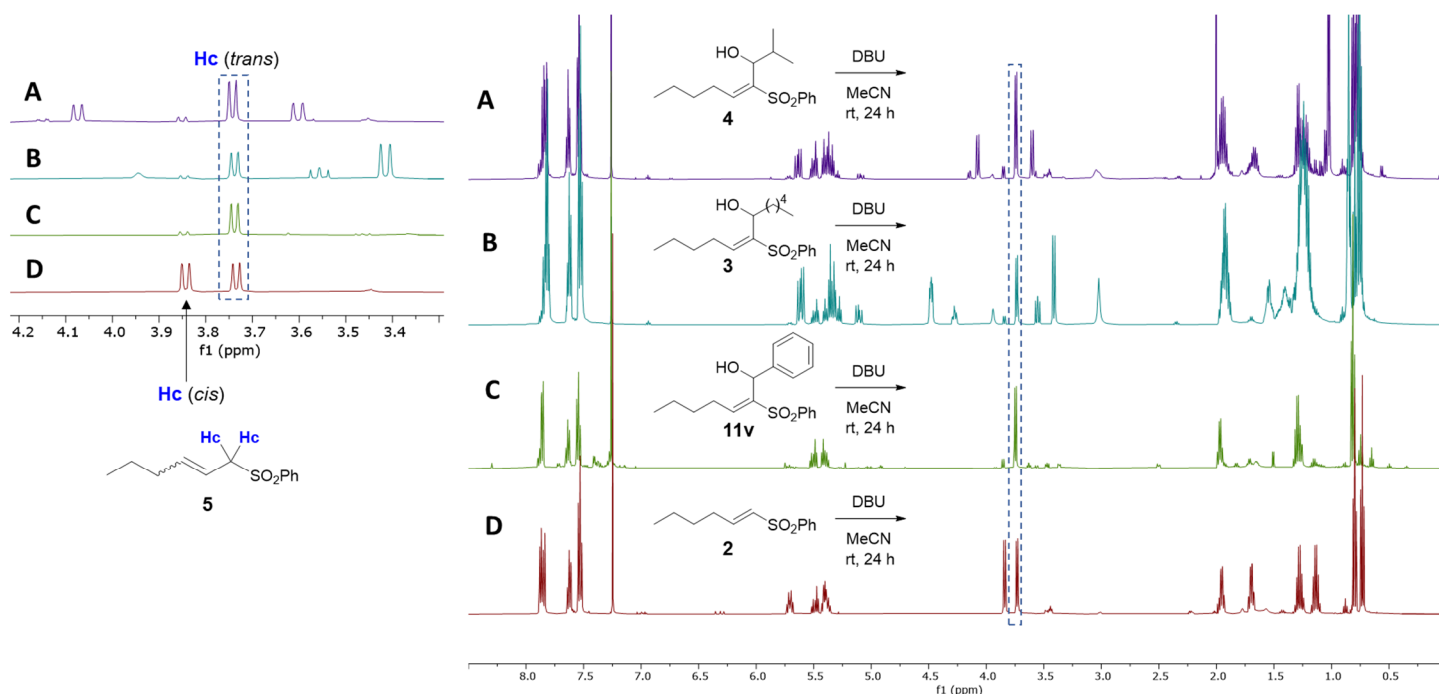 Hc (trans)
A
B
C
D
4.1 4.0 3.9 3.8 3.7 3.6 3.5 3.4
f1 (ppm)
Hc (cis)
Hc Hc
SO2Ph
5
A
HO
SO2Ph
4
DBU
MeCN
rt, 24 h
B
HO
4
SO2Ph
3
DBU
MeCN
rt, 24 h
C
HO
SO2Ph
11v
DBU
MeCN
rt, 24 h
D
SO2Ph
2
DBU
MeCN
rt, 24 h
8.0 7.5 7.0 6.5 6.0 5.5 5.0 4.5 4.0 3.5 3.0 2.5 2.0 1.5 1.0 0.5
f1 (ppm)